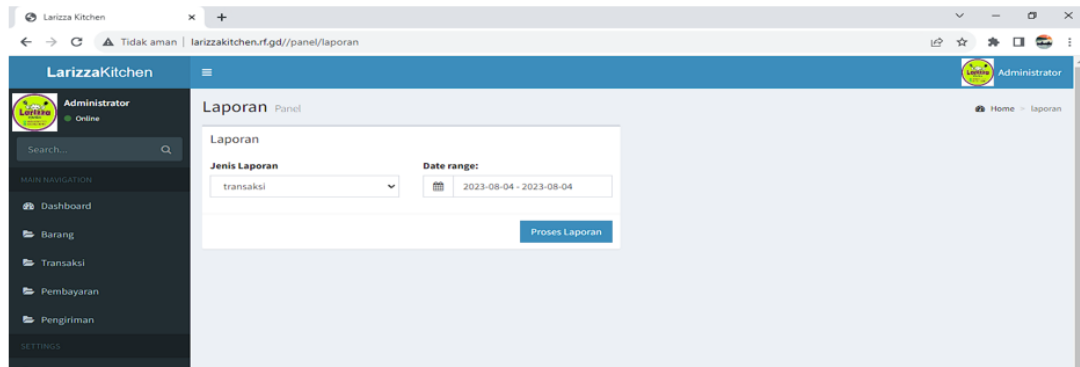 Larizza Kitchen
Tidak aman | larizzakitchen.rf.gd//panel/laporan
LarizzaKitchen
Administrator
Administrator
Online
Laporan Panel
Home > laporan
Search...
Laporan
Jenis Laporan
Date range:
transaksi
2023-08-04 - 2023-08-04
MAIN NAVIGATION
Dashboard
Proses Laporan
Barang
Transaksi
Pembayaran
Pengiriman
SETTINGS